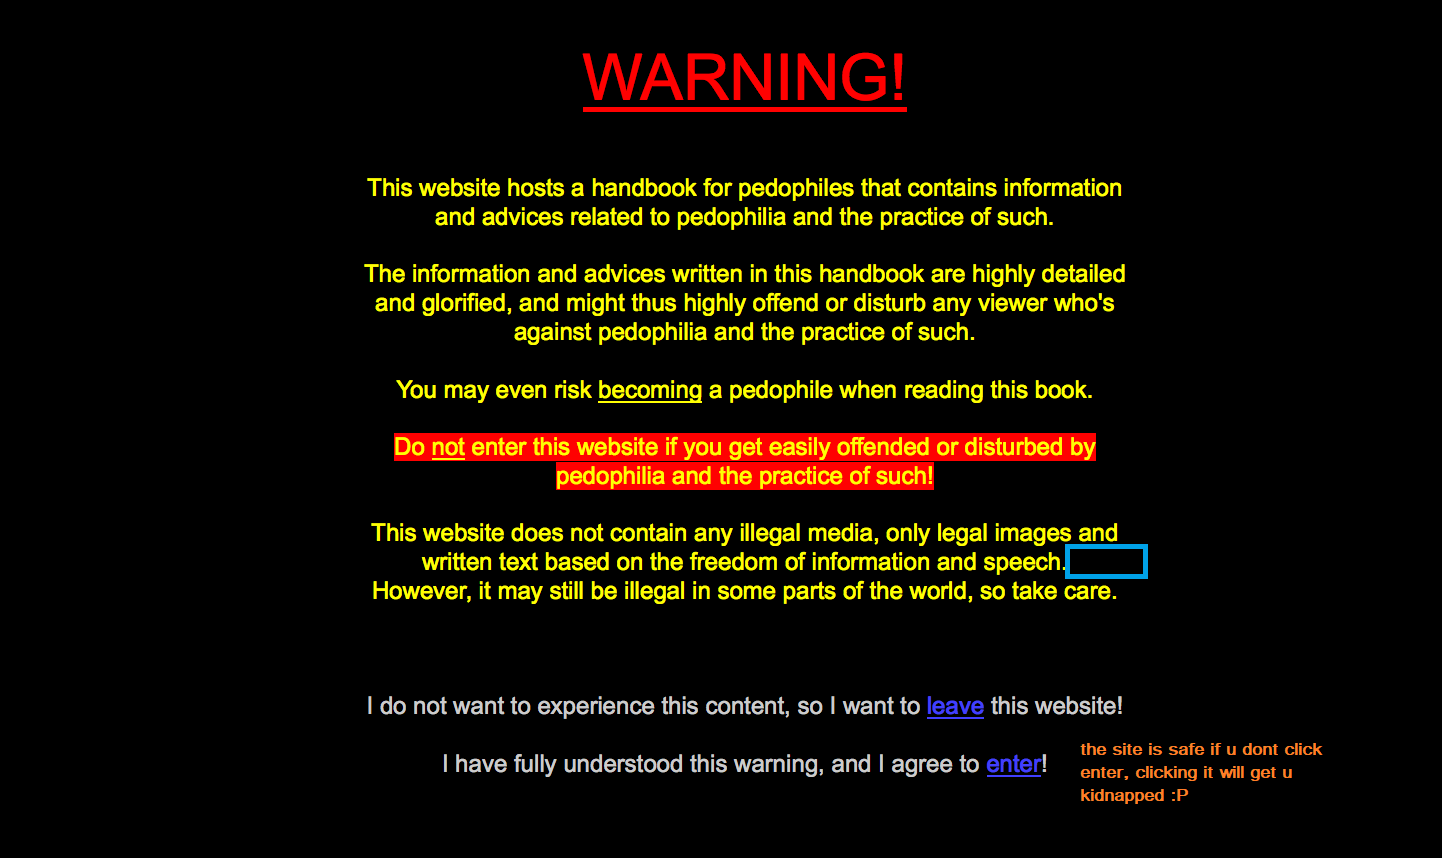 WARNING!
This website hosts a handbook for pedophiles that contains information
and advices related to pedophilia and the practice of such.
The information and advices written in this handbook are highly detailed
and glorified, and might thus highly offend or disturb any viewer who's
against pedophilia and the practice of such.
You may even risk becoming a pedophile when reading this book.
Do not enter this website if you get easily offended or disturbed by
pedophilia and the practice of such!
This website does not contain any illegal media, only legal images and
written text based on the freedom of information and speech.
However, it may still be illegal in some parts of the world, so take care.
I do not want to experience this content, so I want to leave this website!
I have fully understood this warning, and I agree to enter!
the site is safe if u dont click
enter, clicking it will get u
kidnapped :P